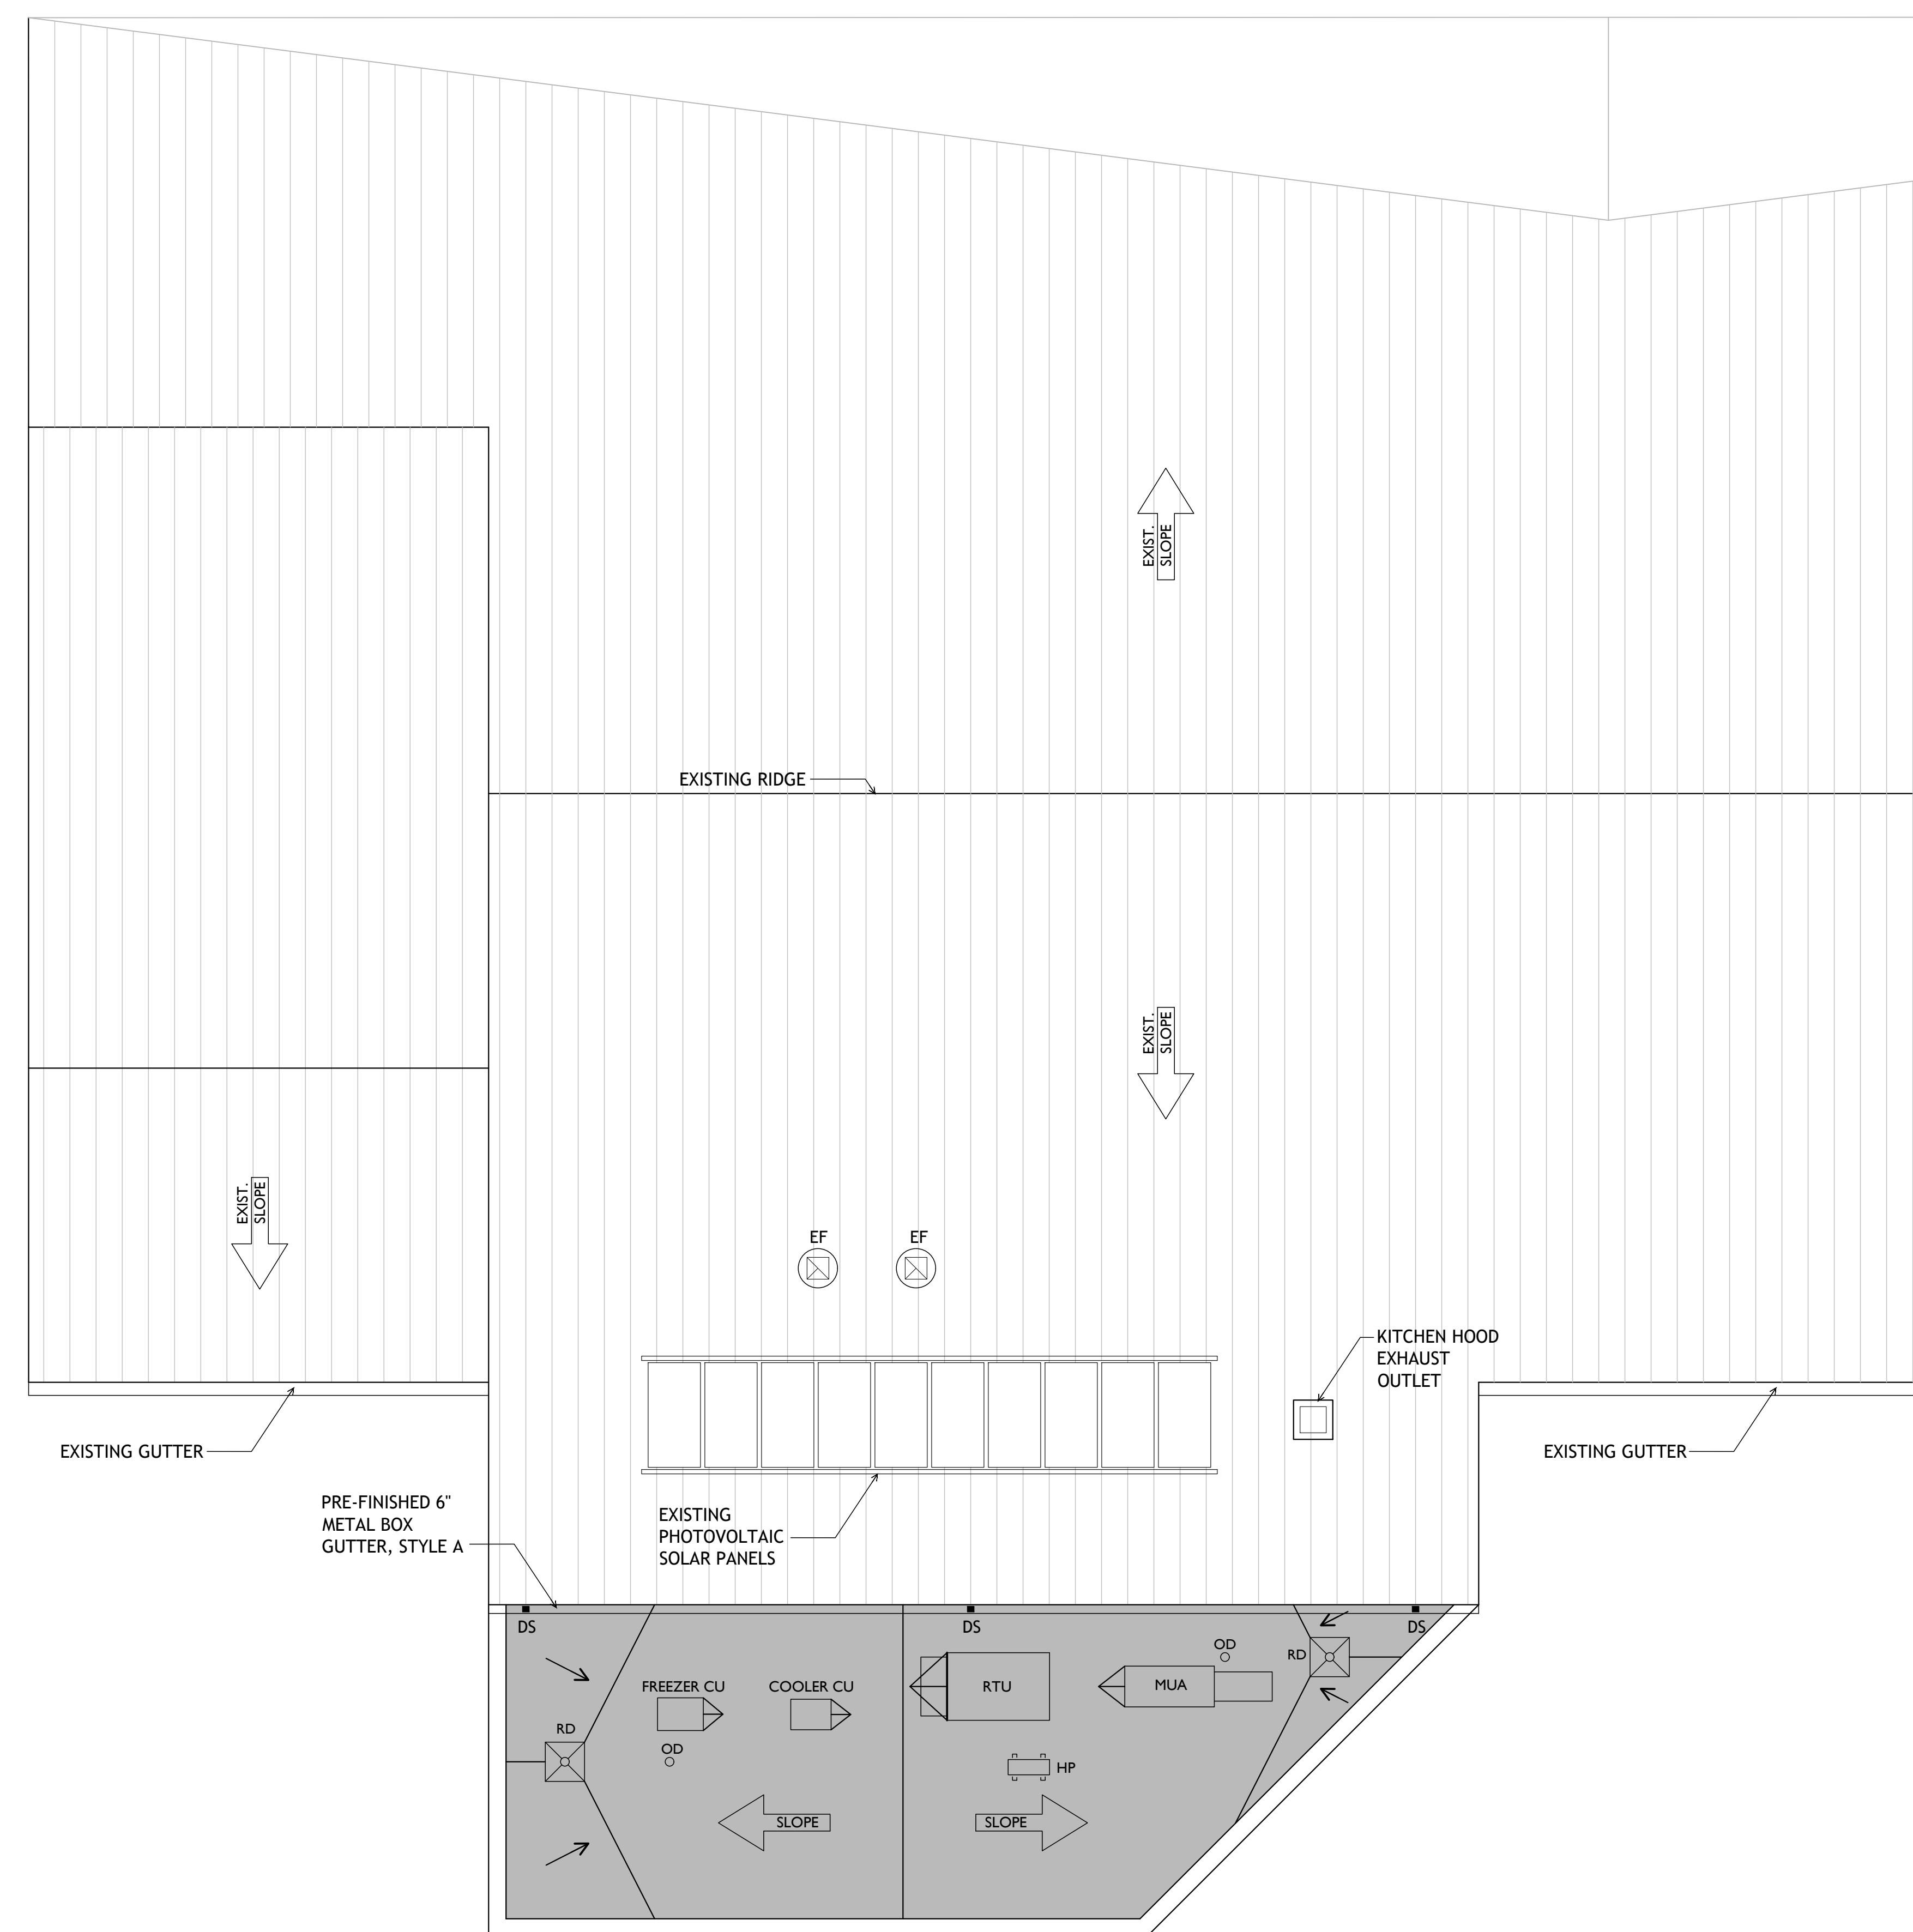 EXIST.
SLOPE
EXISTING RIDGE
EXIST.
SLOPE
EXIST.
SLOPE
EF
EF
KITCHEN HOOD
EXHAUST
OUTLET
EXISTING GUTTER
EXISTING GUTTER
PRE-FINISHED 6"
METAL BOX
GUTTER, STYLE A
EXISTING
PHOTOVOLTAIC
SOLAR PANELS
DS
DS
DS
OD
RD
FREEZER CU
COOLER CU
RTU
MUA
RD
OD
HP
SLOPE
SLOPE